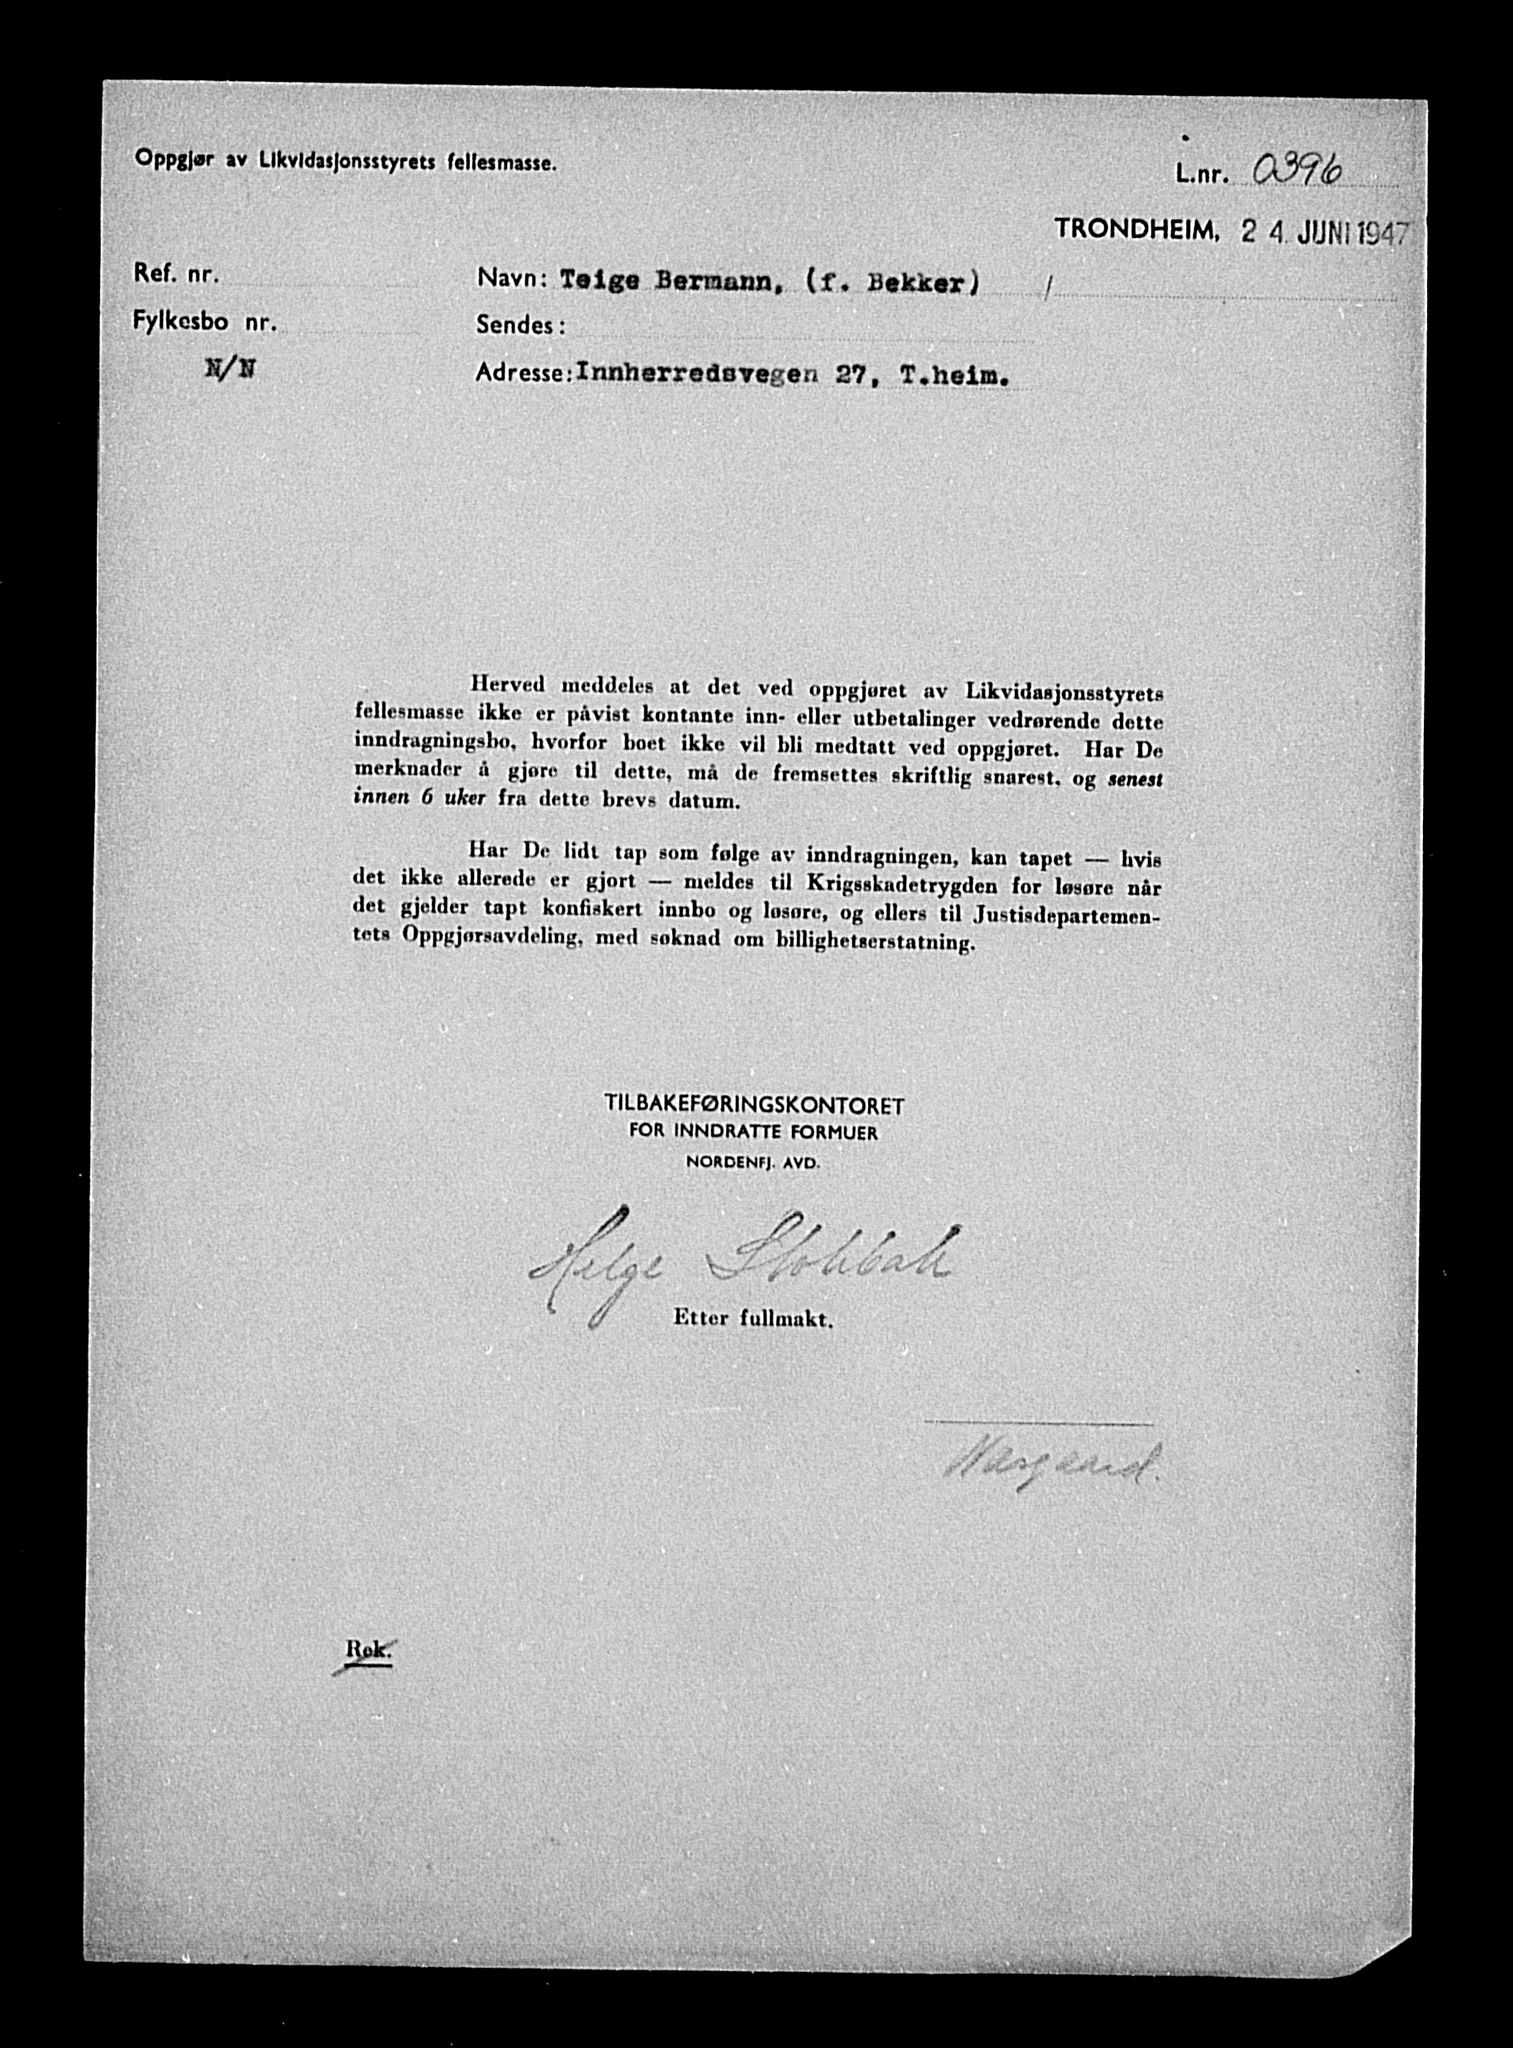 Oppgjør av Likvidasjonsstyrets fellesmasse.
L.nr. 0396
TRONDHEIM, 24. JUNI 1947
Ref. nr.
Navn: Teige Bermann, (f. Bekker) /
Fylkesbo nr.
Sendes:
N/N
Adresse: Innherredsvegen 27, T.heim.
Herved meddeles at det ved oppgjøret av Likvidasjonsstyrets
fellesmasse ikke er påvist kontante inn- eller utbetalinger vedrørende dette
inndragningsbo, hvorfor boet ikke vil bli medtatt ved oppgjøret. Har De
merknader å gjøre til dette, må de fremsettes skriftlig snarest, og senest
innen 6 uker fra dette brevs datum.
Har De lidt tap som følge av inndragningen, kan tapet — hvis
det ikke allerede er gjort — meldes til Krigsskadetrygden for løsøre når
det gjelder tapt konfiskert innbo og løsøre, og ellers til Justisdepartemen-
tets Oppgjørsavdeling, med søknad om billighetserstatning.
TILBAKEFØRINGSKONTORET
FOR INNDRATTE FORMUER
NORDENFJ. AVD.
Helge
Etter fullmakt.
Rek.